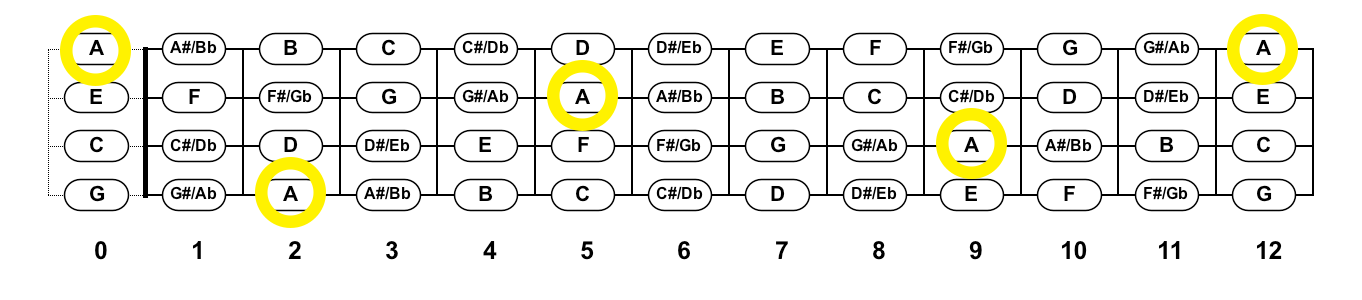 A A#/Bb B C C#/Db D D#/Eb E F F#/Gb G G#/Ab A
E F F#/Gb G G#/Ab A A#/Bb B C C#/Db D D#/Eb E
C C#/Db D D#/Eb E F F#/Gb G G#/Ab A A#/Bb B C
G G#/Ab A A#/Bb B C C#/Db D D#/Eb E F F#/Gb G
0 1 2 3 4 5 6 7 8 9 10 11 12